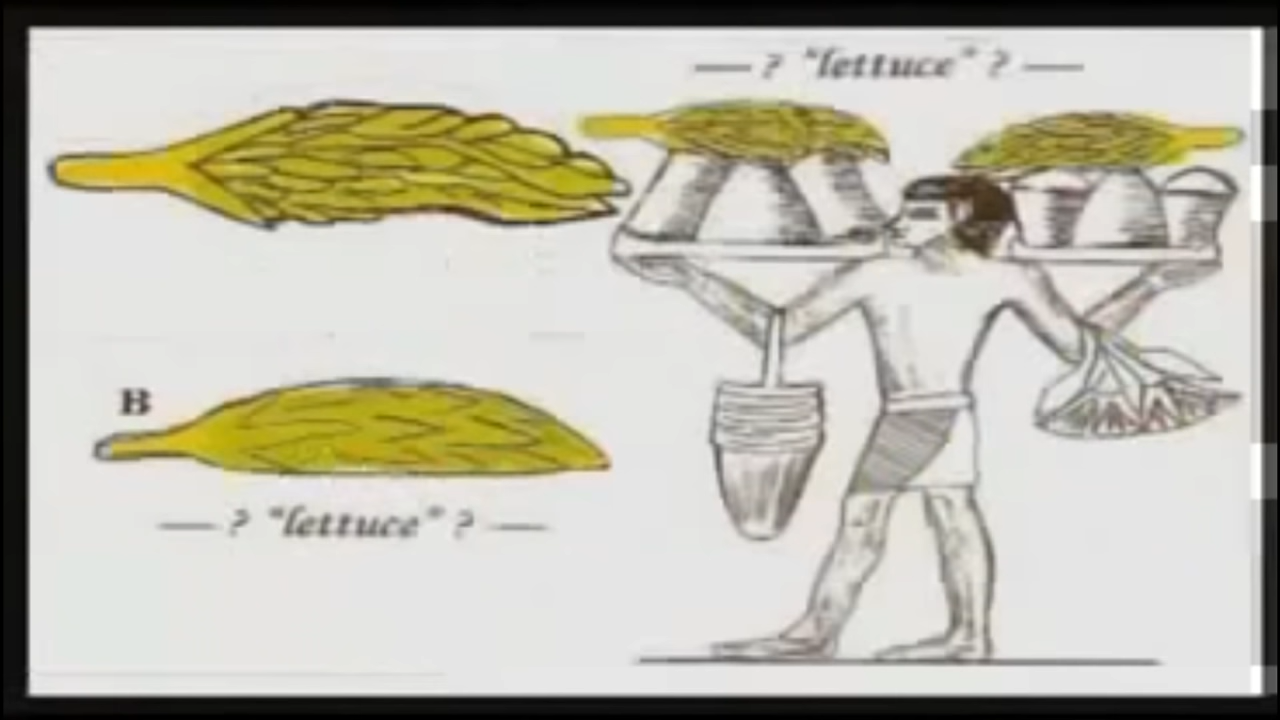 — ? "lettuce" ? —
B
— ? "lettuce" ? —